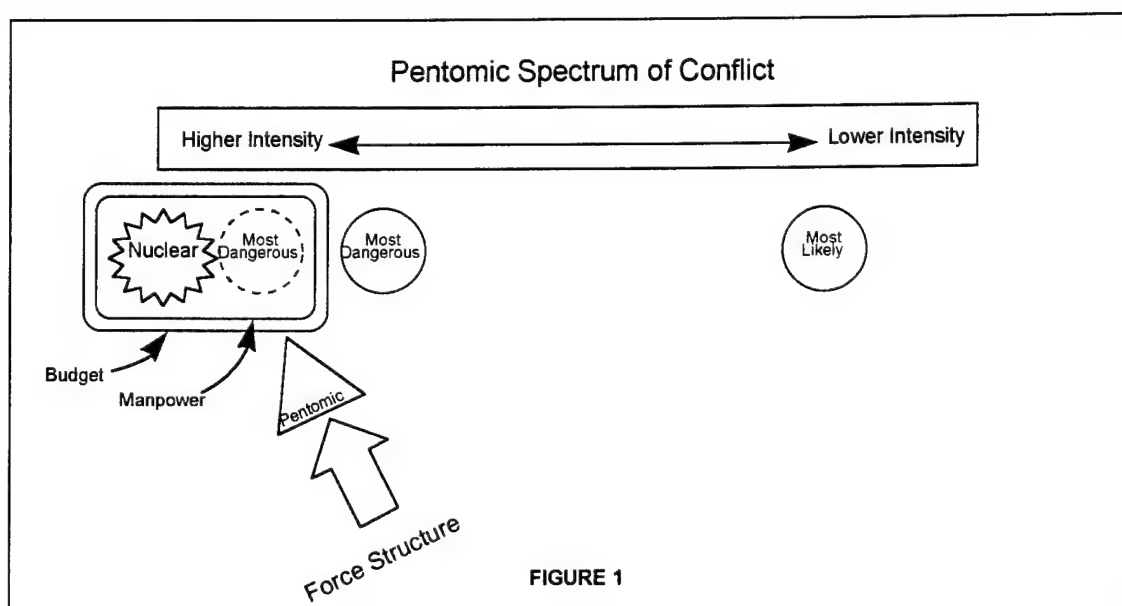 Pentomic Spectrum of Conflict
Higher Intensity
Lower Intensity
Nuclear
Most
Dangerous
Most
Dangerous
Most
Likely
Budget
Manpower
Pentomic
Force Structure
FIGURE 1